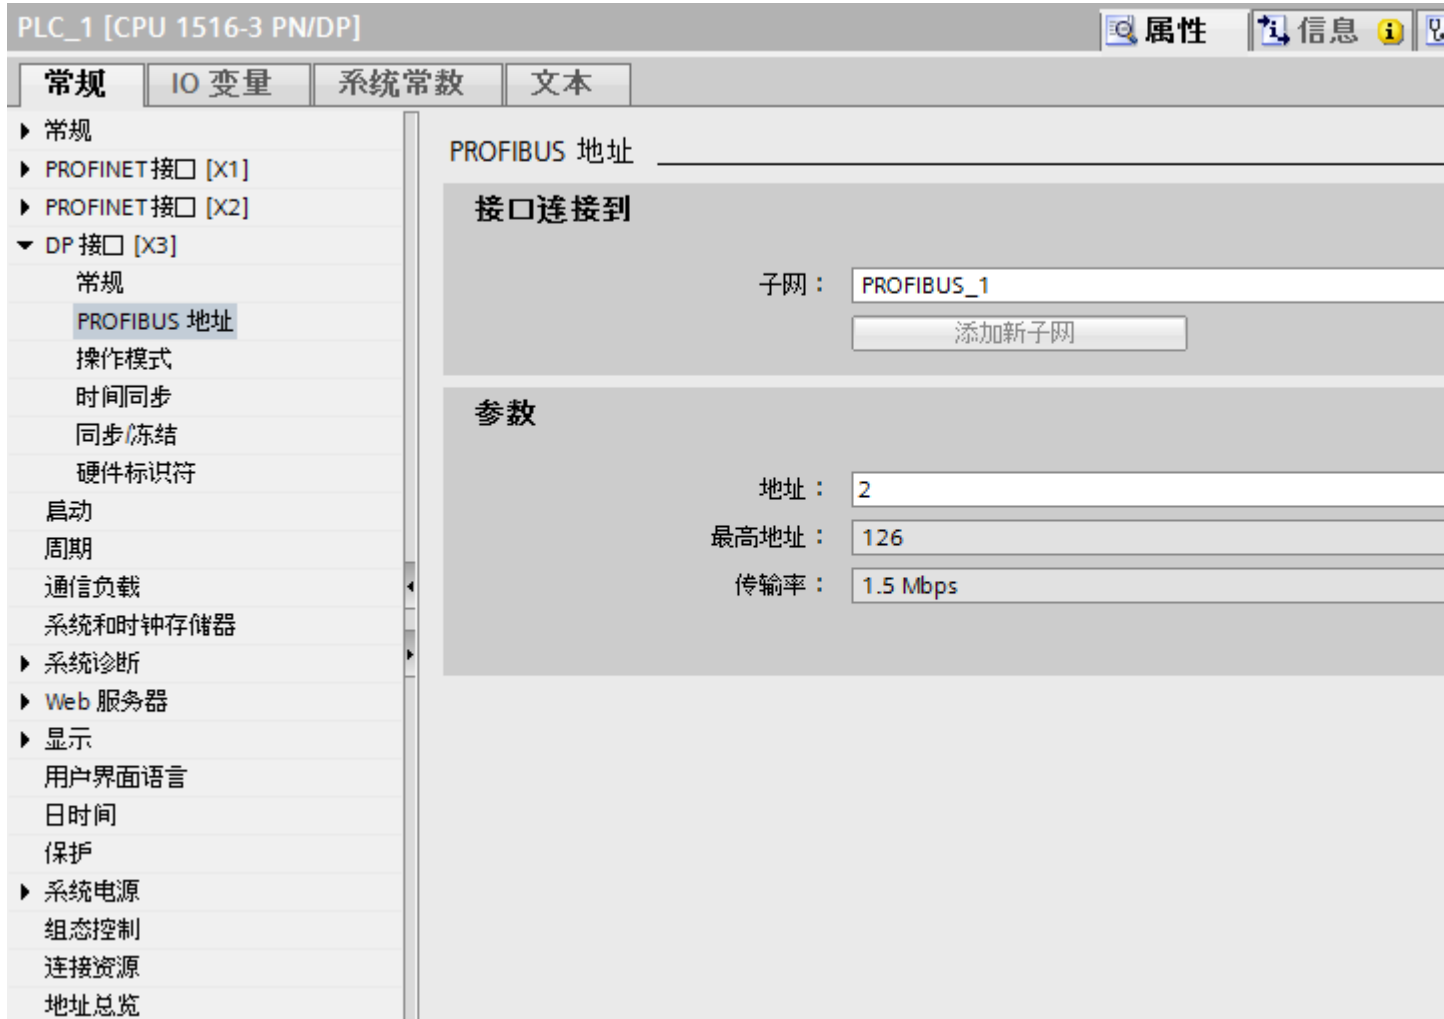 PLC_1 [CPU 1516-3 PN/DP]
属性
信息
常规
IO 变量
系统常数
文本
常规
PROFINET接口 [X1]
PROFINET接口 [X2]
DP 接口 [X3]
常规
PROFIBUS 地址
操作模式
时间同步
同步/冻结
硬件标识符
启动
周期
通信负载
系统和时钟存储器
系统诊断
Web 服务器
显示
用户界面语言
日时间
保护
系统电源
组态控制
连接资源
地址总览
PROFIBUS 地址
接口连接到
子网： PROFIBUS_1
添加新子网
参数
地址： 2
最高地址： 126
传输率： 1.5 Mbps